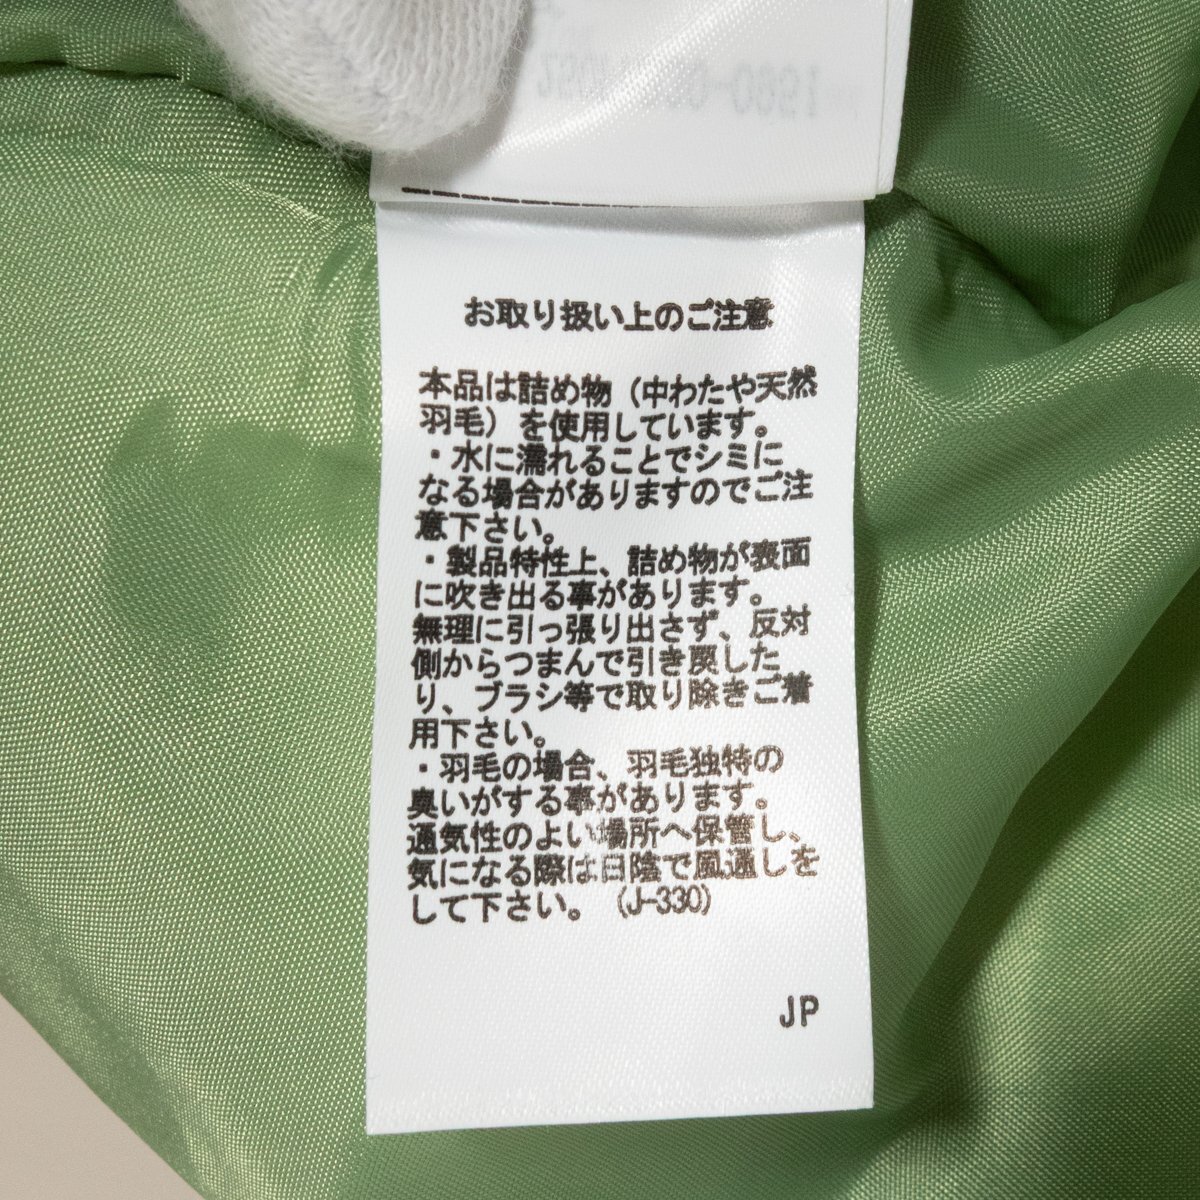 お取り扱い上のご注意
本品は詰め物（中わたや天然
羽毛）を使用しています。
・水に濡れることでシミに
なる場合がありますのでご注
意下さい。
・製品特性上、詰め物が表面
に吹き出る事があります。
無理に引っ張り出さず、反対
側からつまんで引き戻した
り、ブラシ等で取り除きご着
用下さい。
・羽毛の場合、羽毛独特の
臭いがする事があります。
通気性のよい場所へ保管し、
気になる際は日陰で風通しを
して下さい。（J-330）
JP